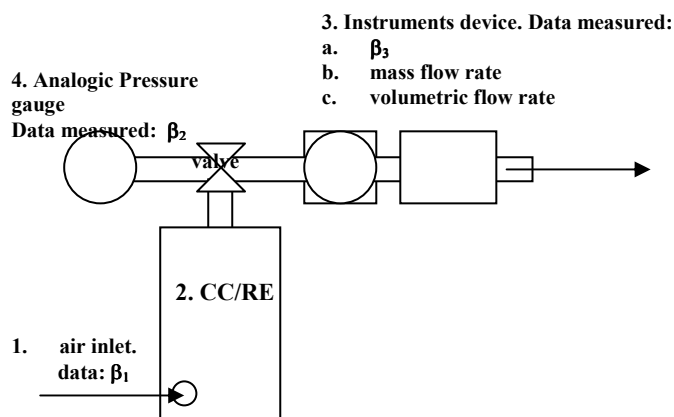 3. Instruments device. Data measured:
a. β₃
b. mass flow rate
c. volumetric flow rate
4. Analogic Pressure
gauge
Data measured: β₂
valve
2. CC/RE
1. air inlet.
data: β₁